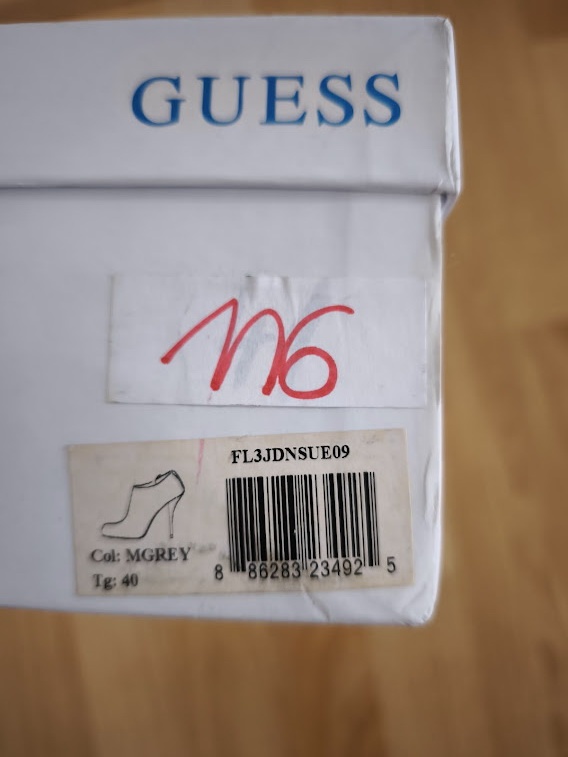 GUESS
116
FL3JDNSUE09
Col: MGREY
Tg: 40
8 86283 23492 5